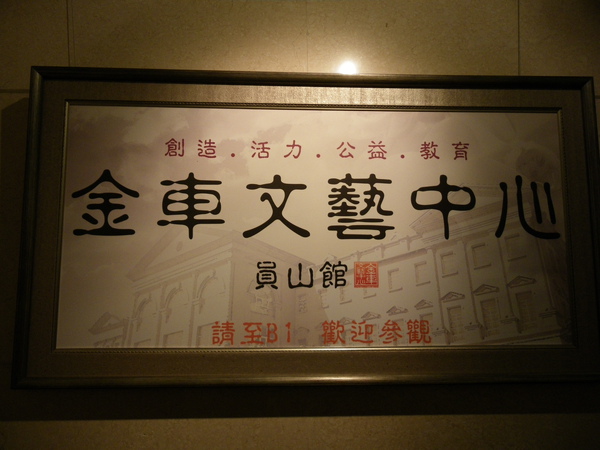 創造.活力.公益.教育
金車文藝中心
員山館
請至B1 歡迎參觀